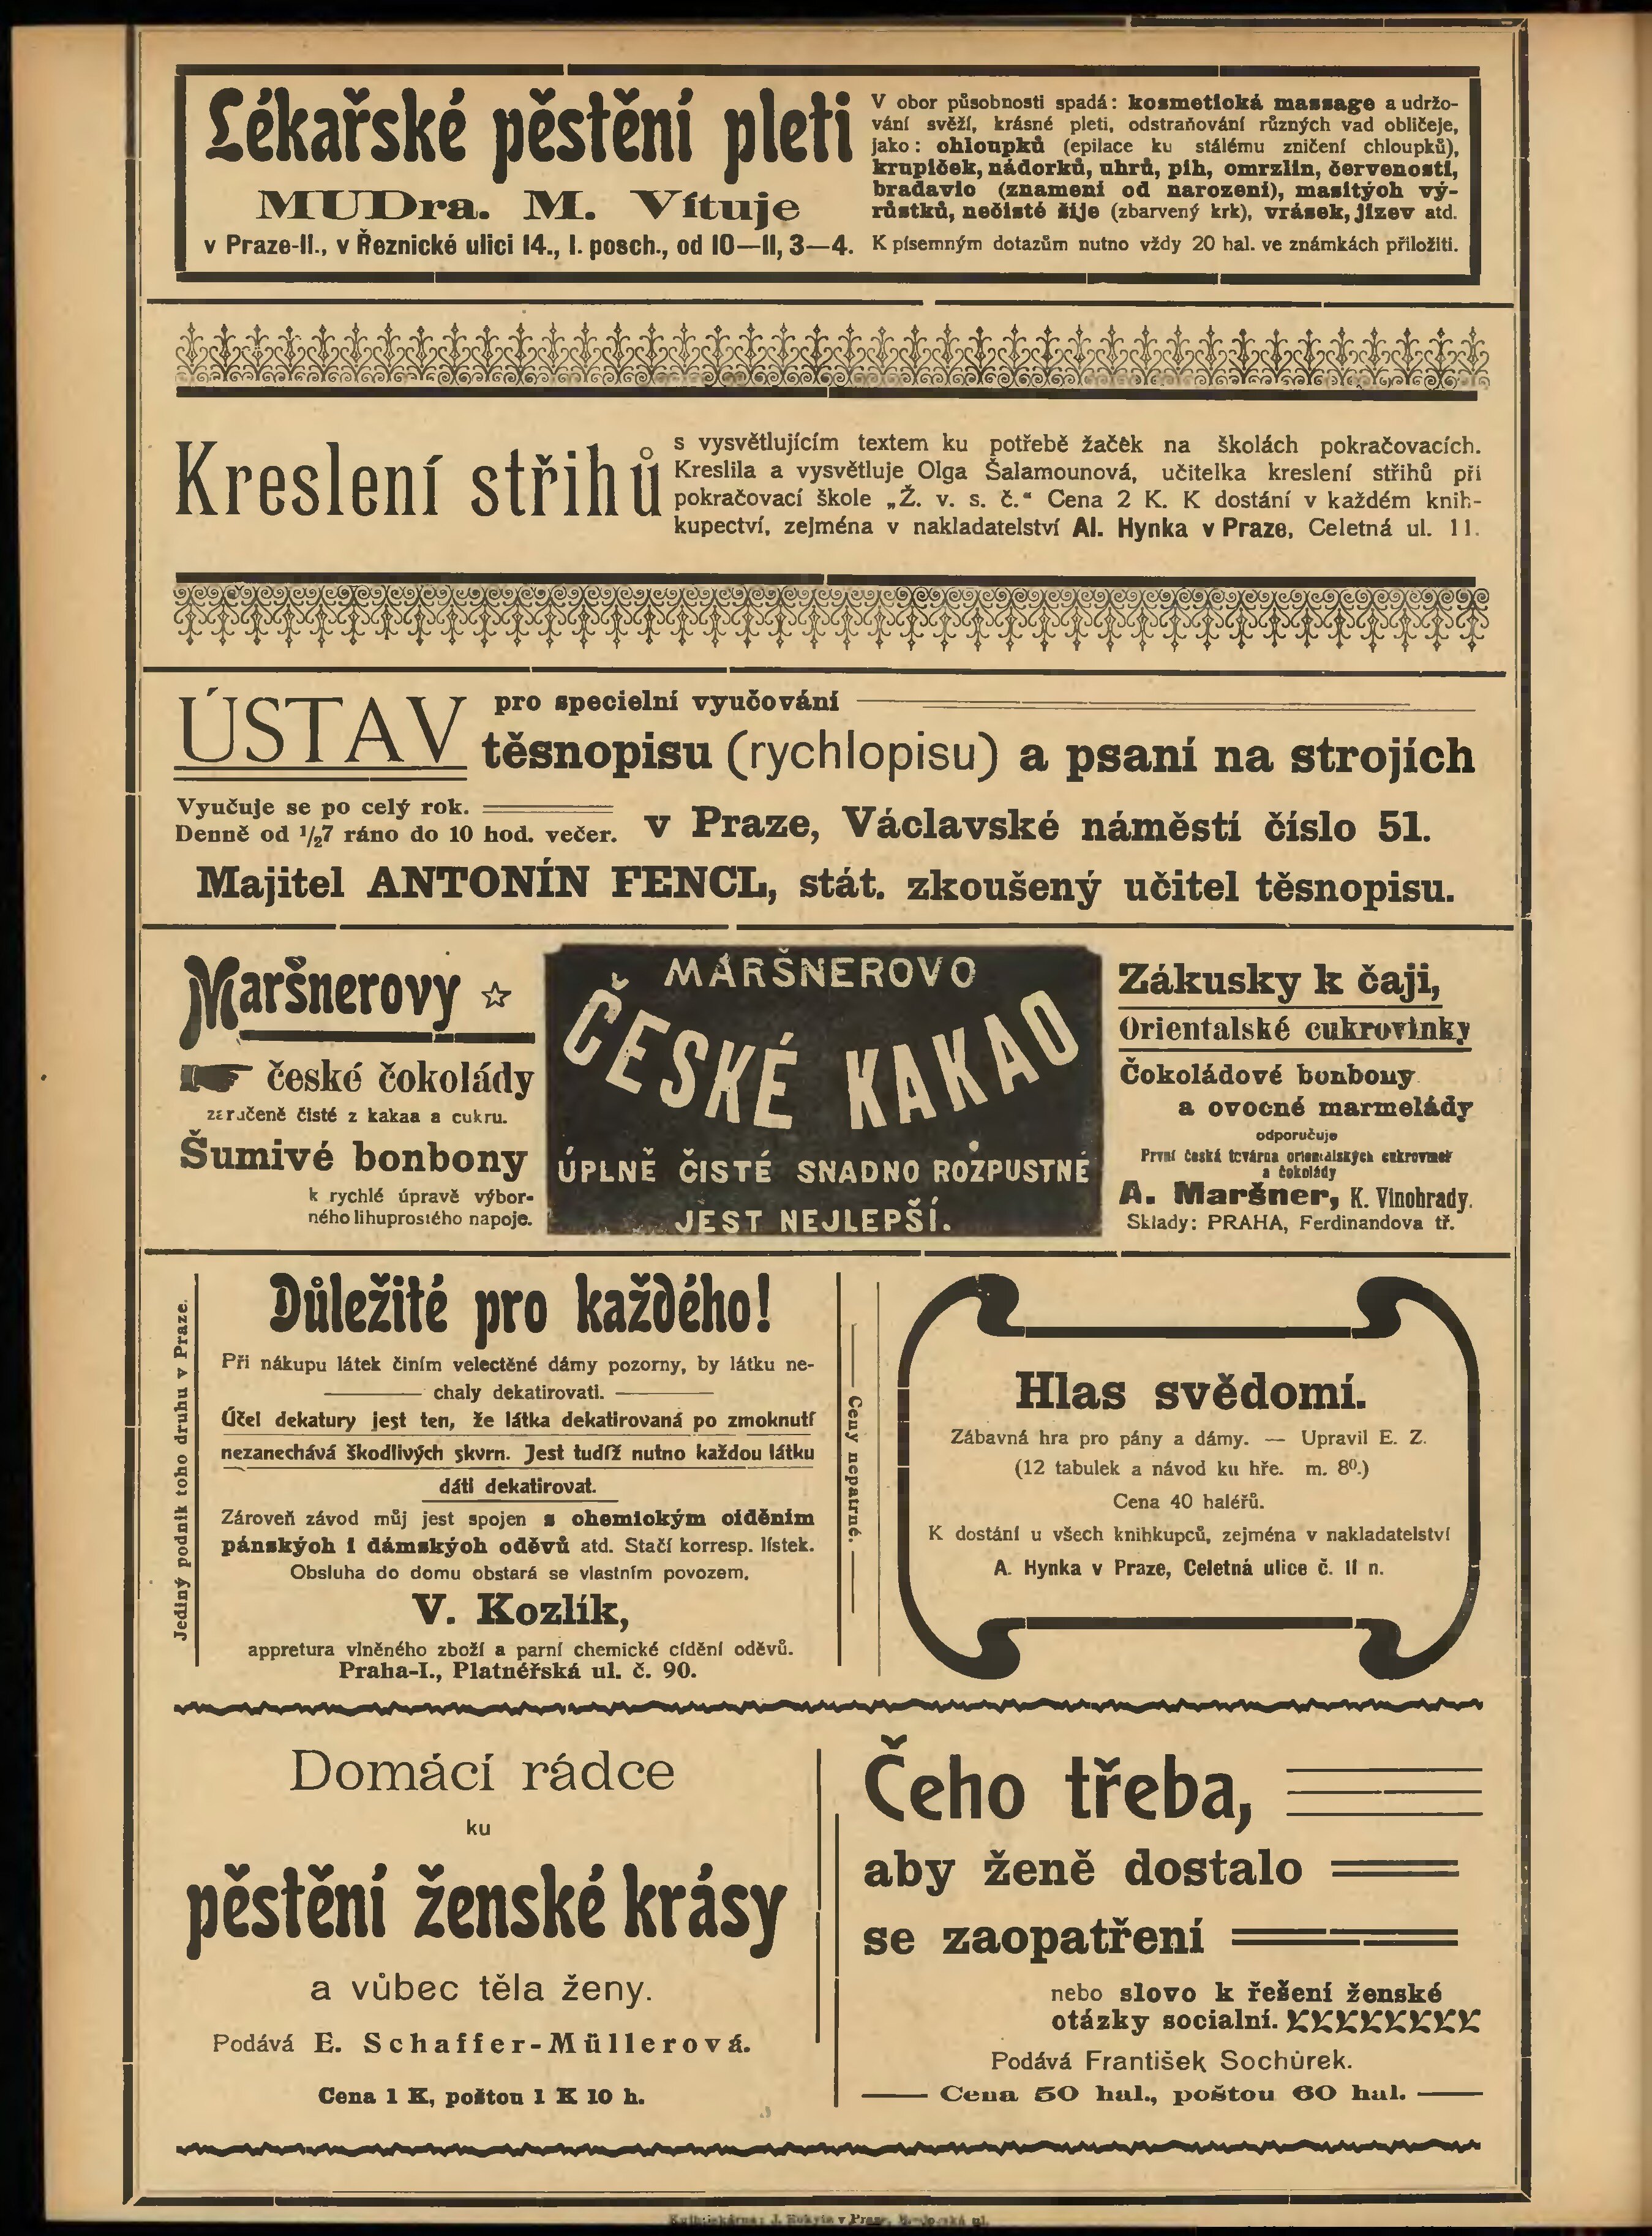 Lékařské pěstění pleti
MUDra. M. Vítuje
v Praze-II., v Řeznické ulici 14., I. posch., od 10—11, 3—4.
V obor působnosti spadá: kosmetická massage a udržo-
vání svěží, krásné pleti, odstraňování různých vad obličeje,
jako: chloupků (epilace ku stálému zničení chloupků),
krupiček, nádorků, uhrů, pih, omrzlin, červenosti,
bradavic (znamení od narození), masitých vý-
růstků, nečisté šije (zbarvený krk), vrásek, jizev atd.
K písemným dotazům nutno vždy 20 hal. ve známkách přiložiti.
Kreslení střihů
s vysvětlujícím textem ku potřebě žaček na školách pokračovacích.
Kreslila a vysvětluje Olga Šalamounová, učitelka kreslení střihů při
pokračovací škole „Ž. v. s. č.“ Cena 2 K. K dostání v každém knih-
kupectví, zejména v nakladatelství Al. Hynka v Praze, Celetná ul. 11.
ÚSTAV pro specielní vyučování
těsnopisu (rychlopisu) a psaní na strojích
Vyučuje se po celý rok.
Denně od ½7 ráno do 10 hod. večer.
v Praze, Václavské náměstí číslo 51.
Majitel ANTONÍN FENCL, stát. zkoušený učitel těsnopisu.
Maršnerovy
české čokolády
zaručeně čisté z kakaa a cukru.
Šumivé bonbony
k rychlé úpravě výbor-
ného lihuprostého nápoje.
MARŠNEROVO
ČESKÉ KAKAO
ÚPLNĚ ČISTÉ SNADNO ROZPUSTNÉ
JEST NEJLEPŠÍ.
Zákusky k čaji,
Orientalské cukrovinky
Čokoládové bonbony
a ovocné marmelády
odporučuje
První česká továrna orientalských cukrovinek
a čokolády
A. Maršner, K. Vinohrady.
Sklady: PRAHA, Ferdinandova tř.
Jediný podnik toho druhu v Praze.
Důležité pro každého!
Při nákupu látek činím velectěné dámy pozorny, by látku ne-
chaly dekatirovati.
Účel dekatury jest ten, že látka dekatirovaná po zmoknutí
nezanechává škodlivých skvrn. Jest tudíž nutno každou látku
dáti dekatirovat.
Zároveň závod můj jest spojen s chemickým cíděním
pánských i dámských oděvů atd. Stačí korresp. lístek.
Obsluha do domu obstará se vlastním povozem.
V. Kozlík,
appretura vlněného zboží a parní chemické cídění oděvů.
Praha-I., Platnéřská ul. č. 90.
Ceny nepatrné.
Hlas svědomí.
Zábavná hra pro pány a dámy. — Upravil E. Z.
(12 tabulek a návod ku hře. m. 8⁰.)
Cena 40 haléřů.
K dostání u všech knihkupců, zejména v nakladatelství
A. Hynka v Praze, Celetná ulice č. 11 n.
Domácí rádce
ku
pěstění ženské krásy
a vůbec těla ženy.
Podává E. Schaffer-Müllerová.
Cena 1 K, poštou 1 K 10 h.
Čeho třeba,
aby ženě dostalo
se zaopatření
nebo slovo k řešení ženské
otázky socialní.
Podává František Sochůrek.
Cena 50 hal., poštou 60 hal.
Knihtiskárna: J. Kokyta v Praze,